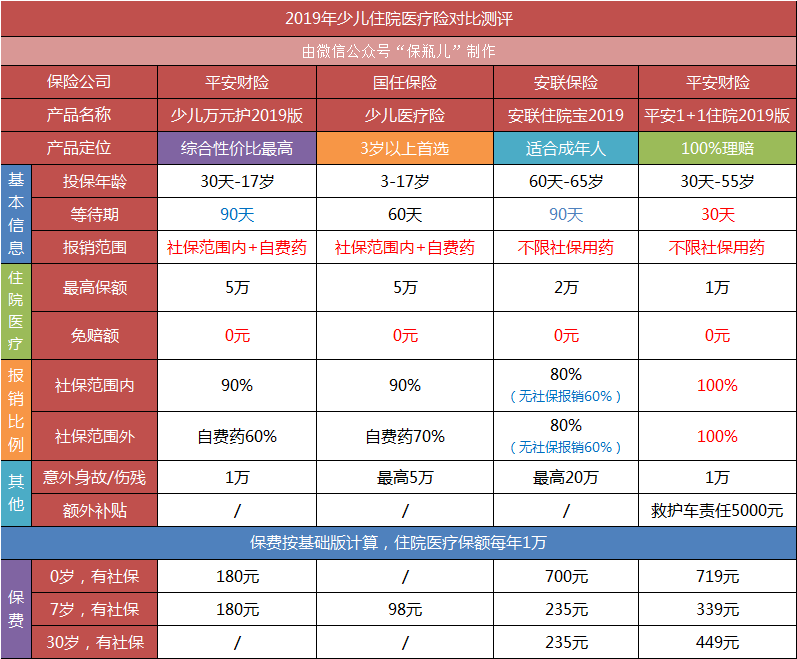 2019年少儿住院医疗险对比测评
由微信公众号“保瓶儿”制作
保险公司 平安财险 国任保险 安联保险 平安财险
产品名称 少儿万元护2019版 少儿医疗险 安联住院宝2019 平安1+1住院2019版
产品定位 综合性价比最高 3岁以上首选 适合成年人 100%理赔
基本信息
投保年龄 30天-17岁 3-17岁 60天-65岁 30天-55岁
等待期 90天 60天 90天 30天
报销范围 社保范围内+自费药 社保范围内+自费药 不限社保用药 不限社保用药
住院医疗
最高保额 5万 5万 2万 1万
免赔额 0元 0元 0元 0元
报销比例
社保范围内 90% 90% 80% 100%
（无社保报销60%）
社保范围外 自费药60% 自费药70% 80% 100%
（无社保报销60%）
其他
意外身故/伤残 1万 最高5万 最高20万 1万
额外补贴 / / / 救护车责任5000元
保费按基础版计算，住院医疗保额每年1万
保费
0岁，有社保 180元 / 700元 719元
7岁，有社保 180元 98元 235元 339元
30岁，有社保 / / 235元 449元